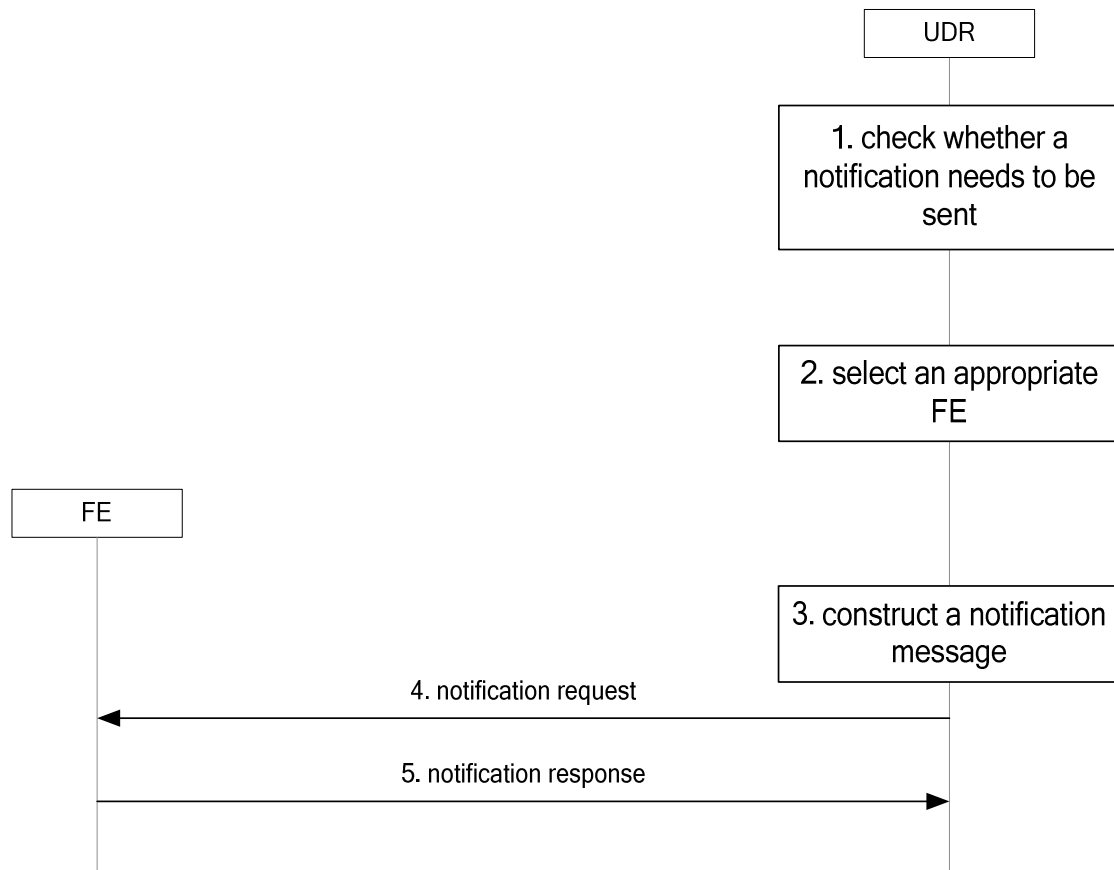 UDR
1. check whether a
notification needs to be
sent
2. select an appropriate
FE
FE
3. construct a notification
message
4. notification request
5. notification response